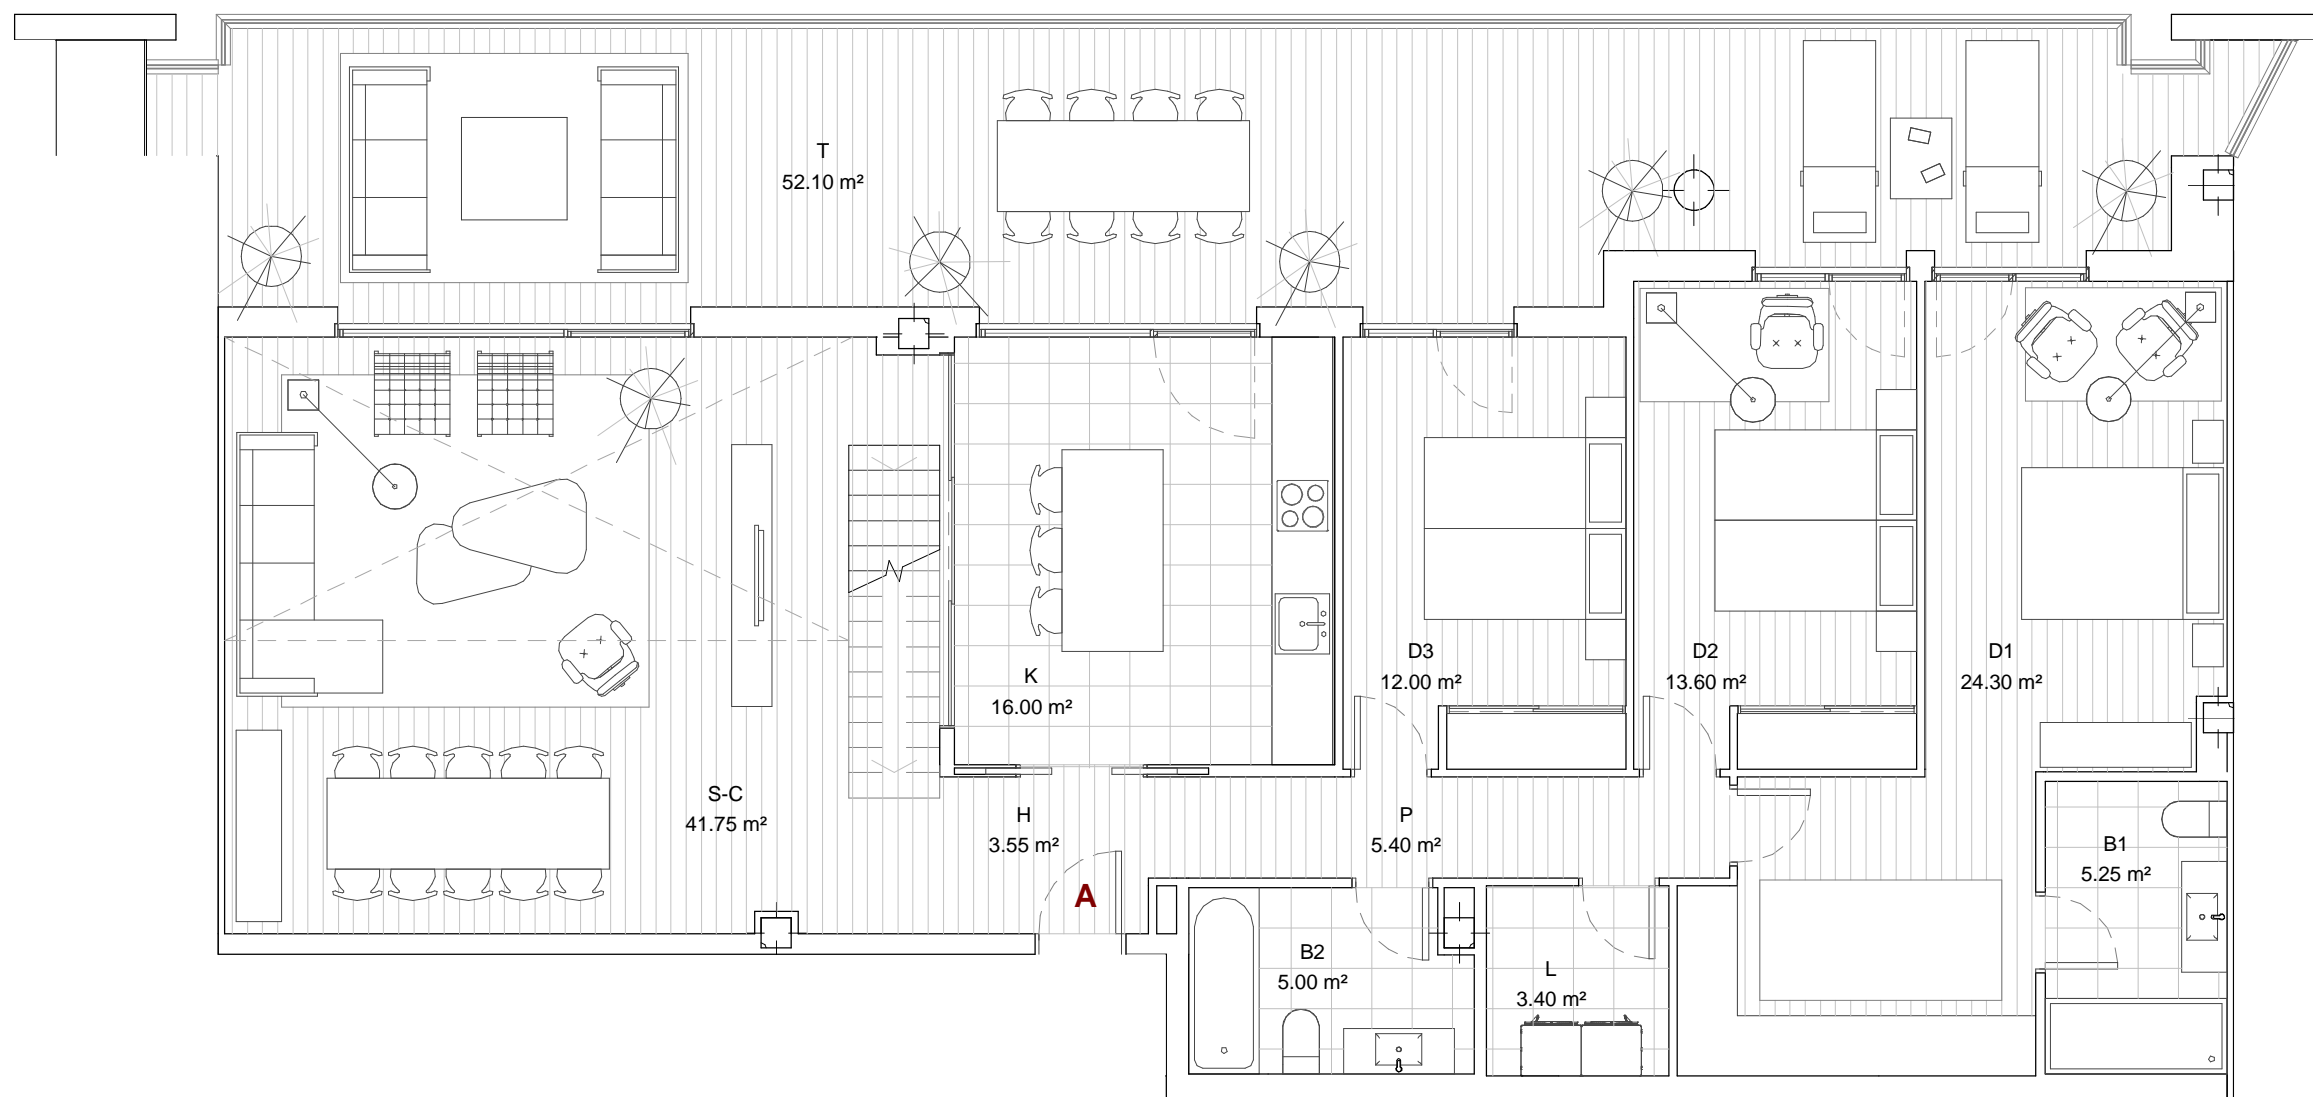 T
52.10 m²
D3
12.00 m²
D2
13.60 m²
D1
24.30 m²
K
16.00 m²
S-C
41.75 m²
H
3.55 m²
P
5.40 m²
B1
5.25 m²
A
B2
5.00 m²
L
3.40 m²